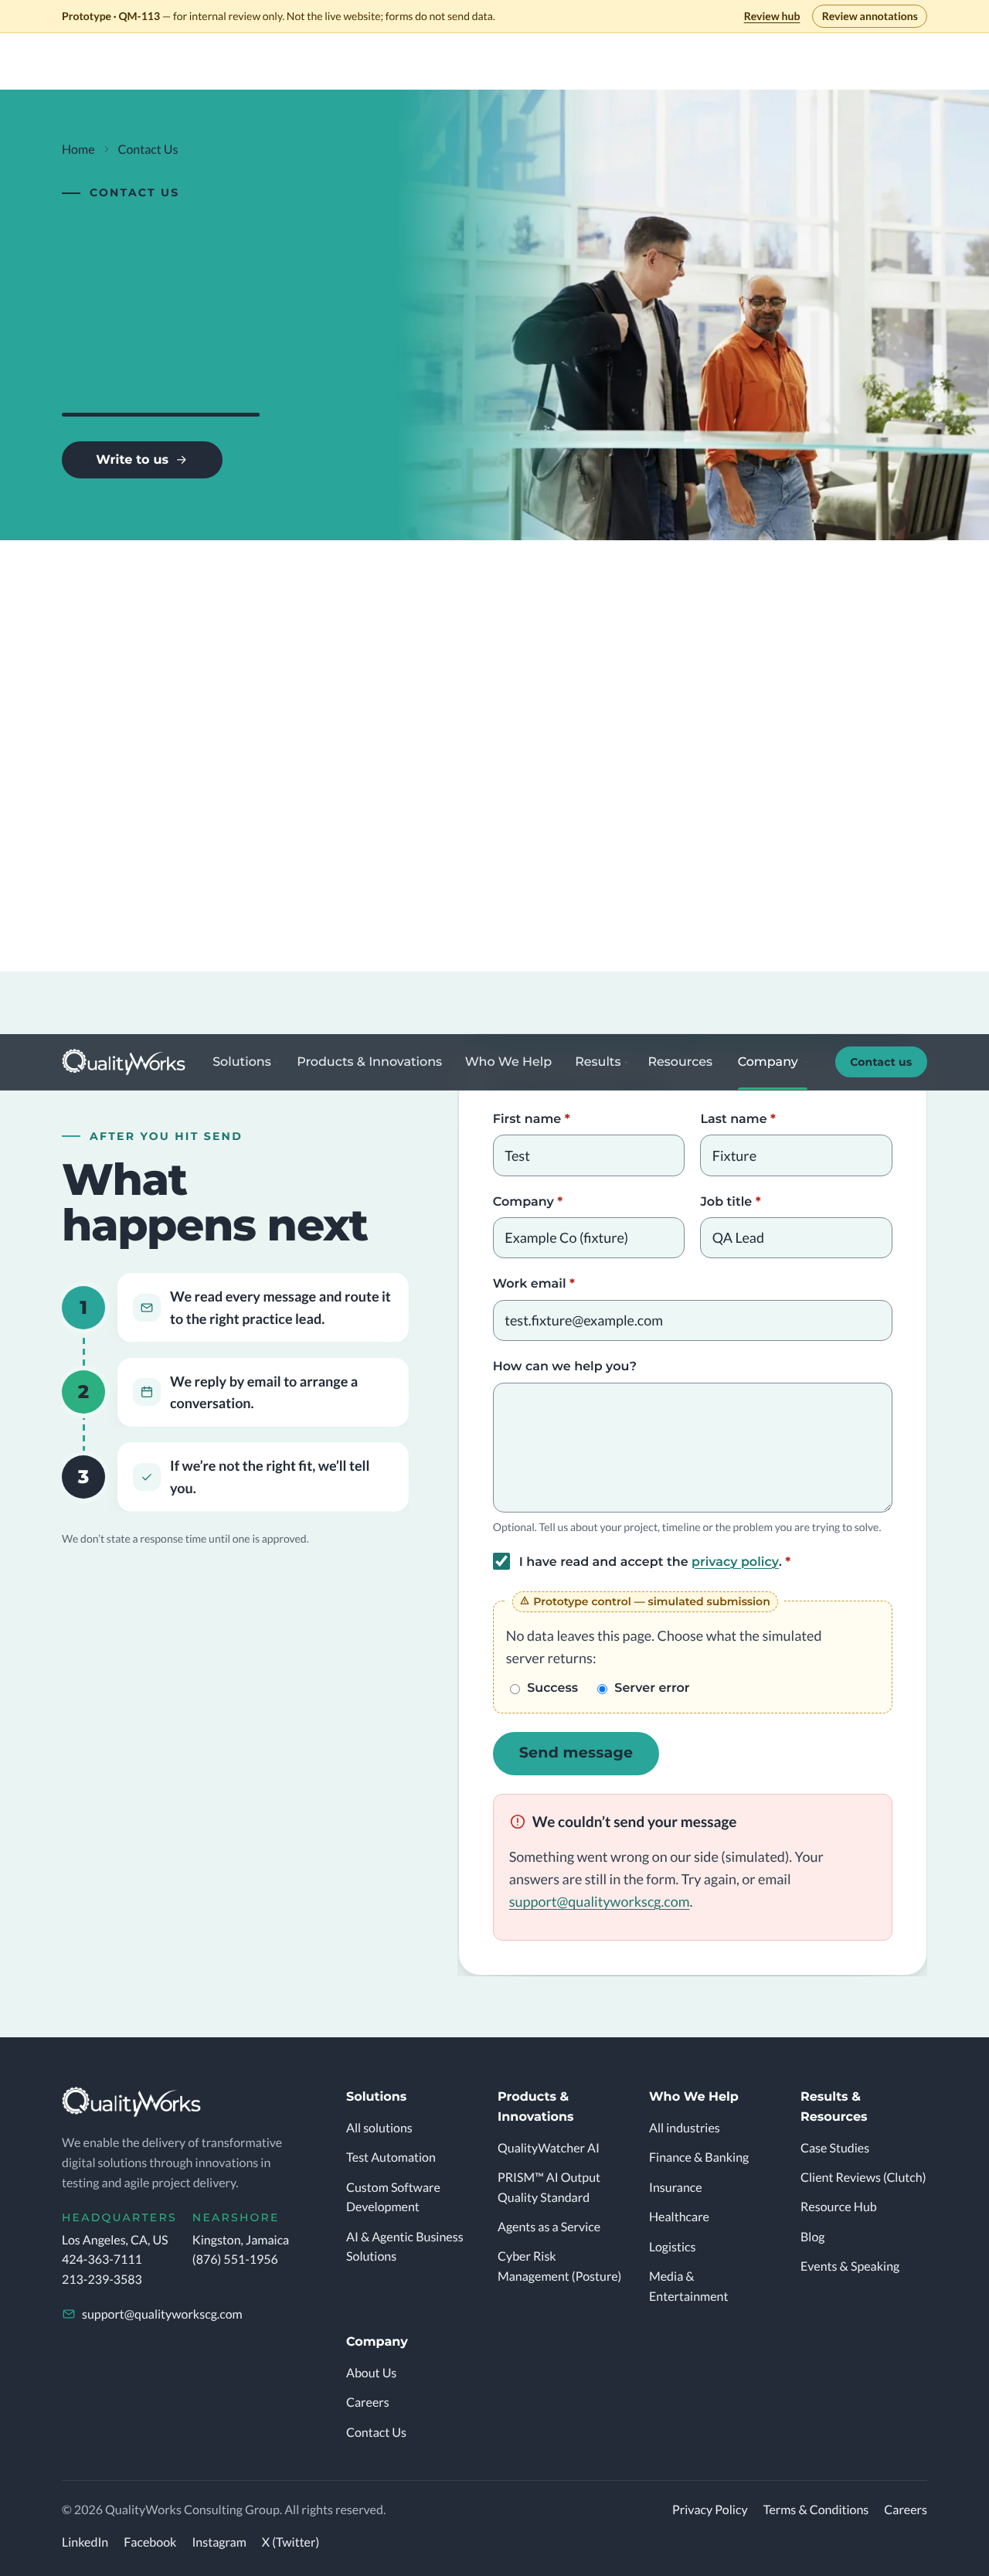 Prototype · QM-113 — for internal review only. Not the live website; forms do not send data.
Review hub
Review annotations
Home > Contact Us
CONTACT US
Write to us →
QualityWorks
Solutions
Products & Innovations
Who We Help
Results
Resources
Company
Contact us
AFTER YOU HIT SEND
What
happens next
1
We read every message and route it
to the right practice lead.
2
We reply by email to arrange a
conversation.
3
If we’re not the right fit, we’ll tell
you.
We don’t state a response time until one is approved.
First name *
Last name *
Test
Fixture
Company *
Job title *
Example Co (fixture)
QA Lead
Work email *
test.fixture@example.com
How can we help you?
Optional. Tell us about your project, timeline or the problem you are trying to solve.
I have read and accept the privacy policy. *
Prototype control — simulated submission
No data leaves this page. Choose what the simulated
server returns:
Success
Server error
Send message
We couldn’t send your message
Something went wrong on our side (simulated). Your
answers are still in the form. Try again, or email
support@qualityworkscg.com.
QualityWorks
We enable the delivery of transformative
digital solutions through innovations in
testing and agile project delivery.
HEADQUARTERS
Los Angeles, CA, US
424-363-7111
213-239-3583
NEARSHORE
Kingston, Jamaica
(876) 551-1956
support@qualityworkscg.com
Solutions
All solutions
Test Automation
Custom Software
Development
AI & Agentic Business
Solutions
Products &
Innovations
QualityWatcher AI
PRISM™ AI Output
Quality Standard
Agents as a Service
Cyber Risk
Management (Posture)
Who We Help
All industries
Finance & Banking
Insurance
Healthcare
Logistics
Media &
Entertainment
Results &
Resources
Case Studies
Client Reviews (Clutch)
Resource Hub
Blog
Events & Speaking
Company
About Us
Careers
Contact Us
© 2026 QualityWorks Consulting Group. All rights reserved.
Privacy Policy
Terms & Conditions
Careers
LinkedIn
Facebook
Instagram
X (Twitter)